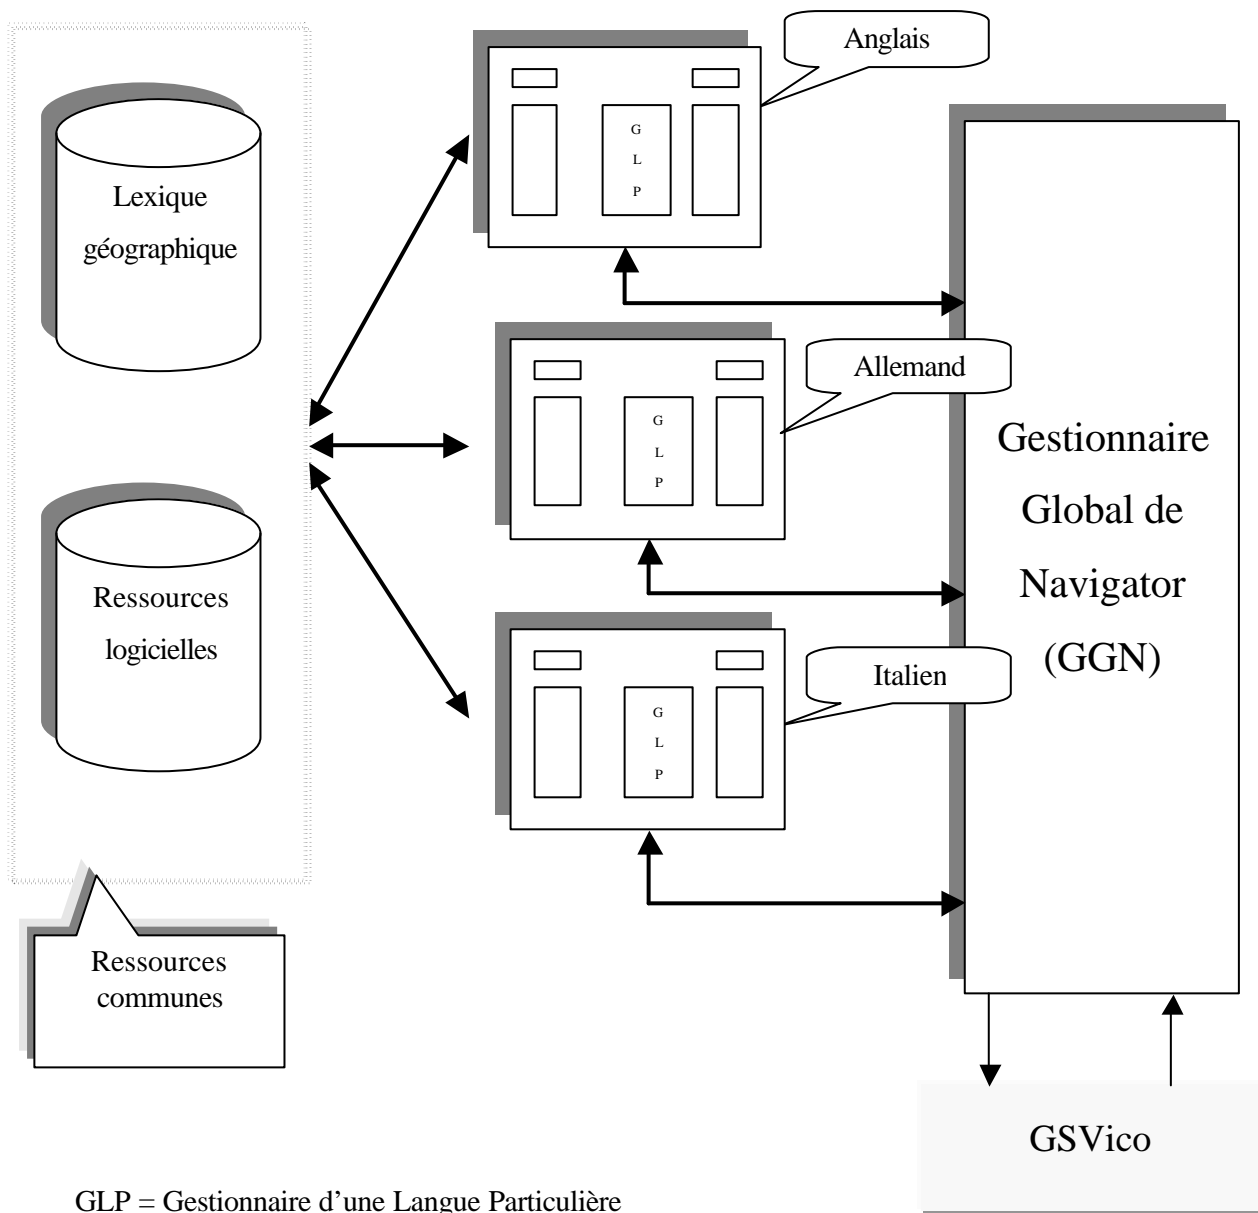 Anglais
G
L
P
Lexique
géographique
Allemand
G
L
P
Gestionnaire
Global de
Navigator
(GGN)
Ressources
logicielles
Italien
G
L
P
Ressources
communes
GSVico
GLP = Gestionnaire d’une Langue Particulière